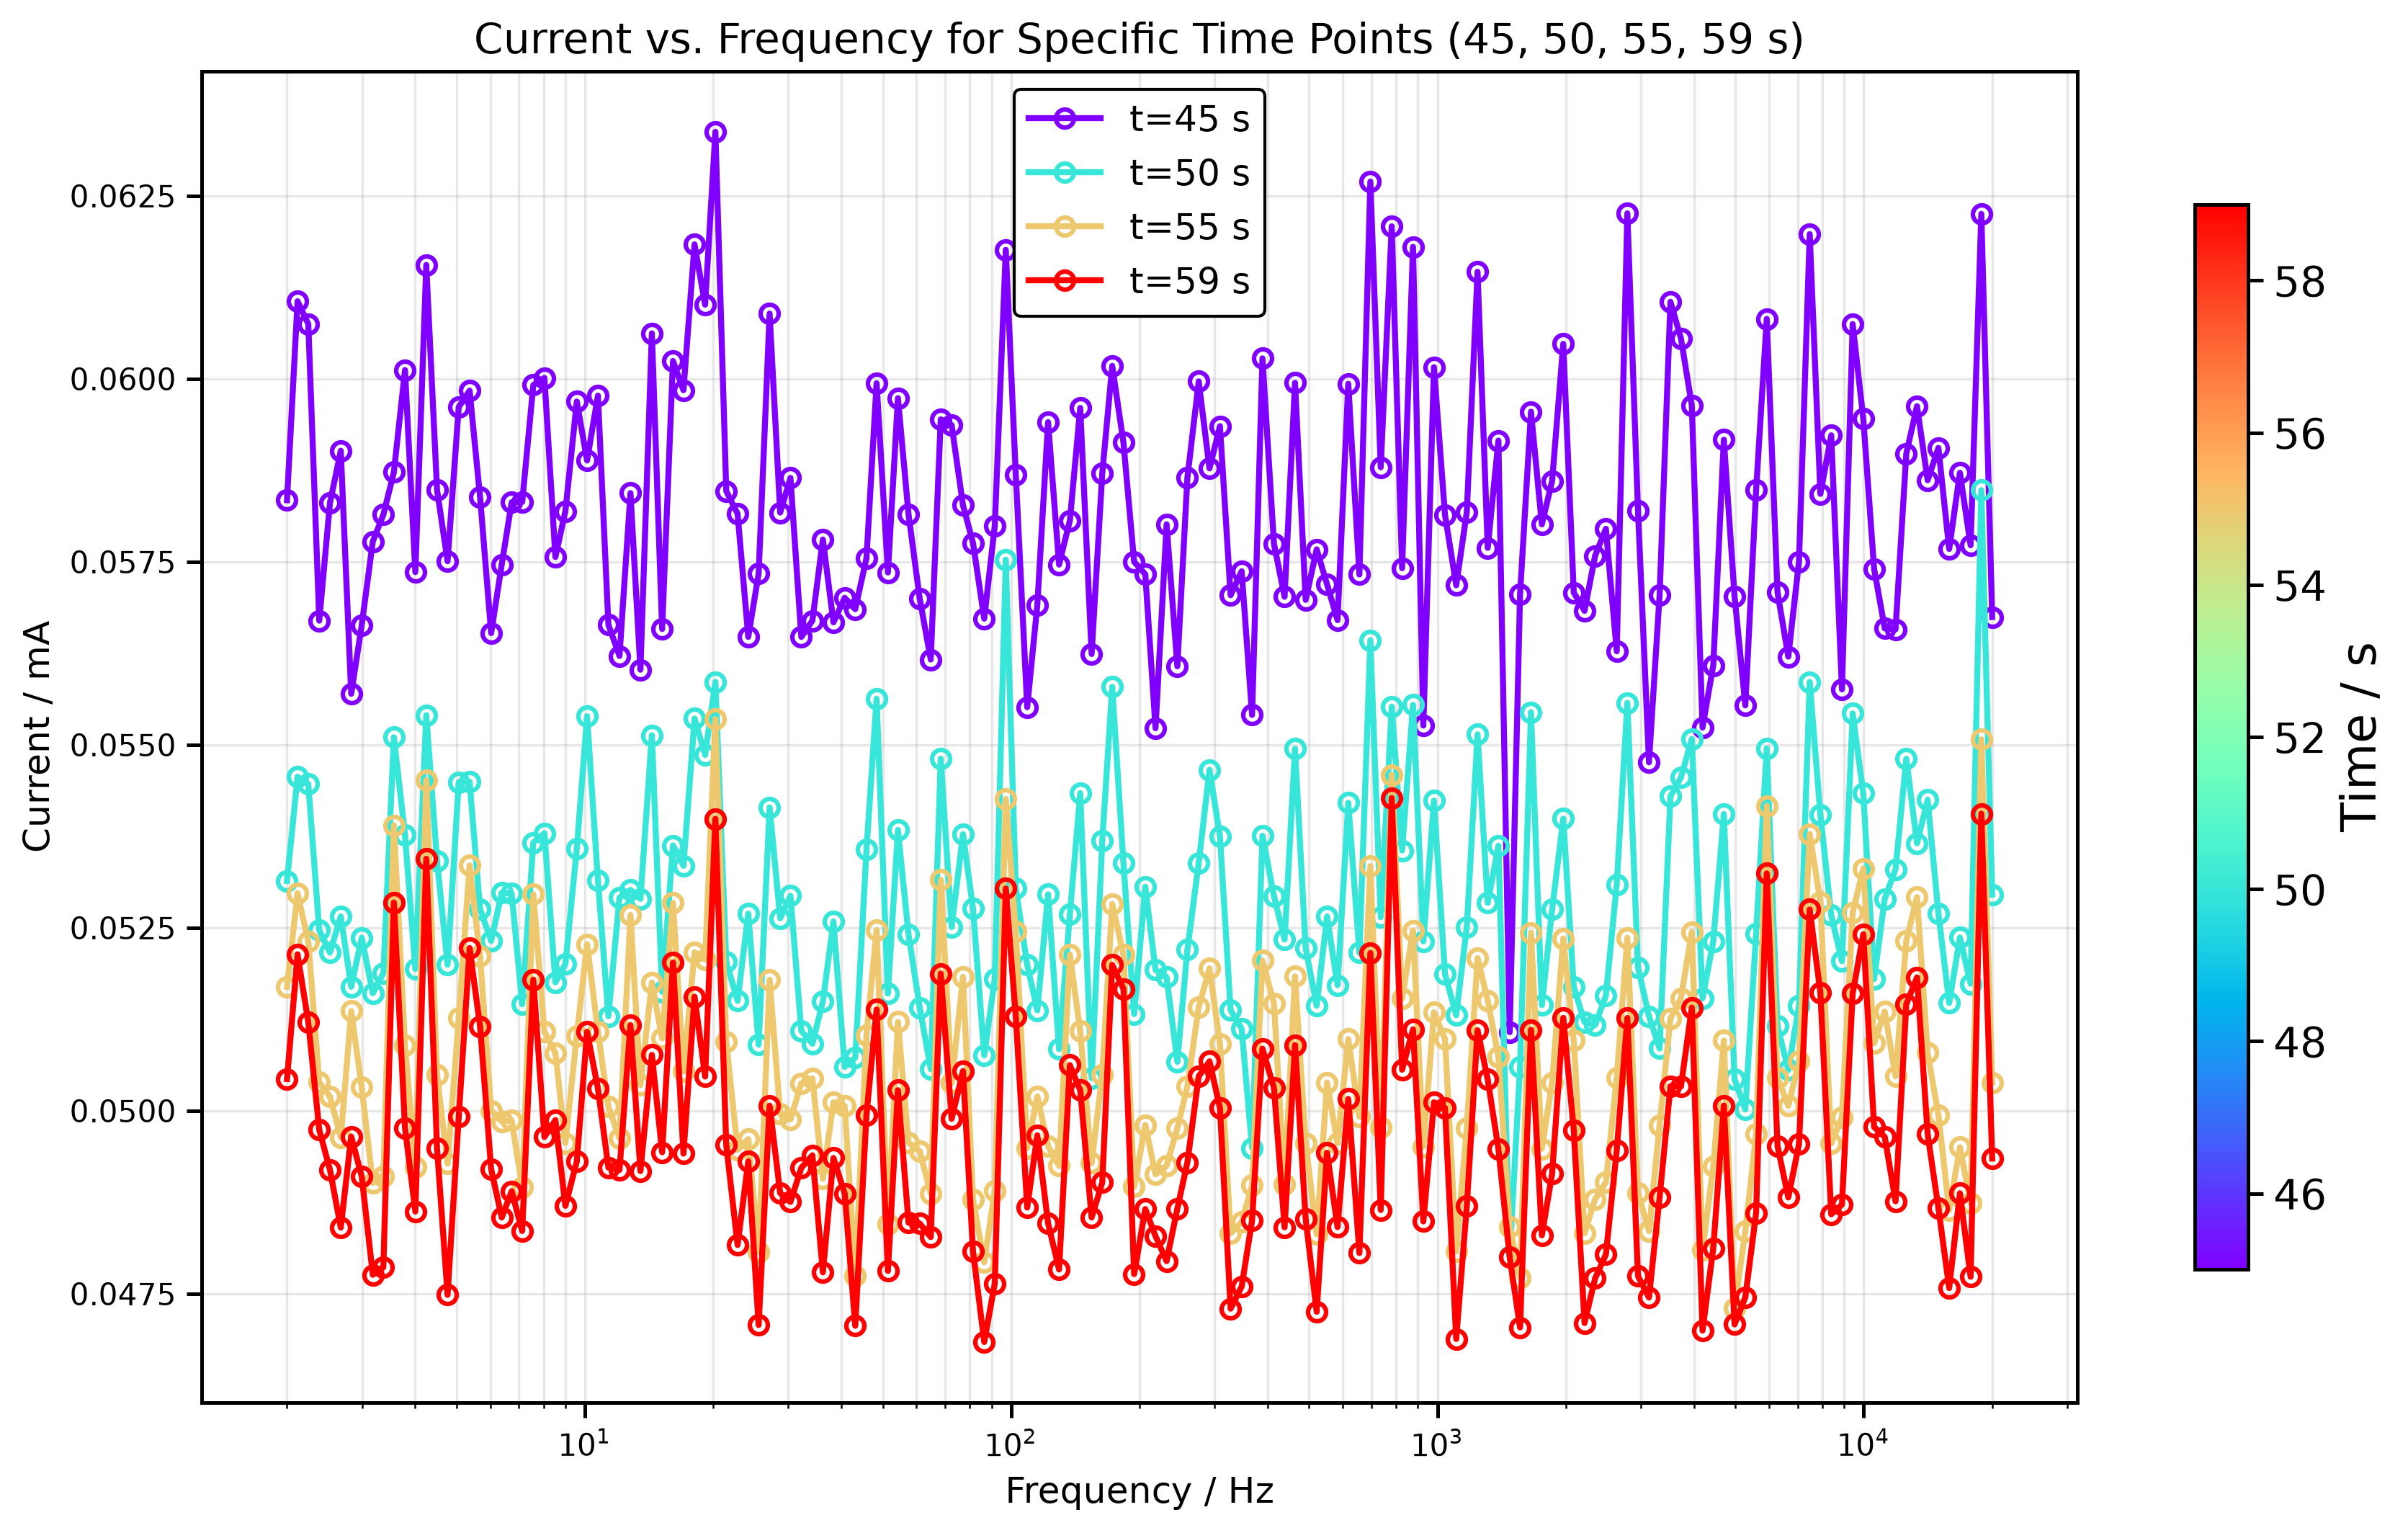 Current vs. Frequency for Specific Time Points (45, 50, 55, 59 s)
t=45 s
t=50 s
t=55 s
t=59 s
0.0625
0.0600
0.0575
0.0550
0.0525
0.0500
0.0475
Current / mA
10¹
10²
10³
10⁴
Frequency / Hz
58
56
54
52
50
48
46
Time / s